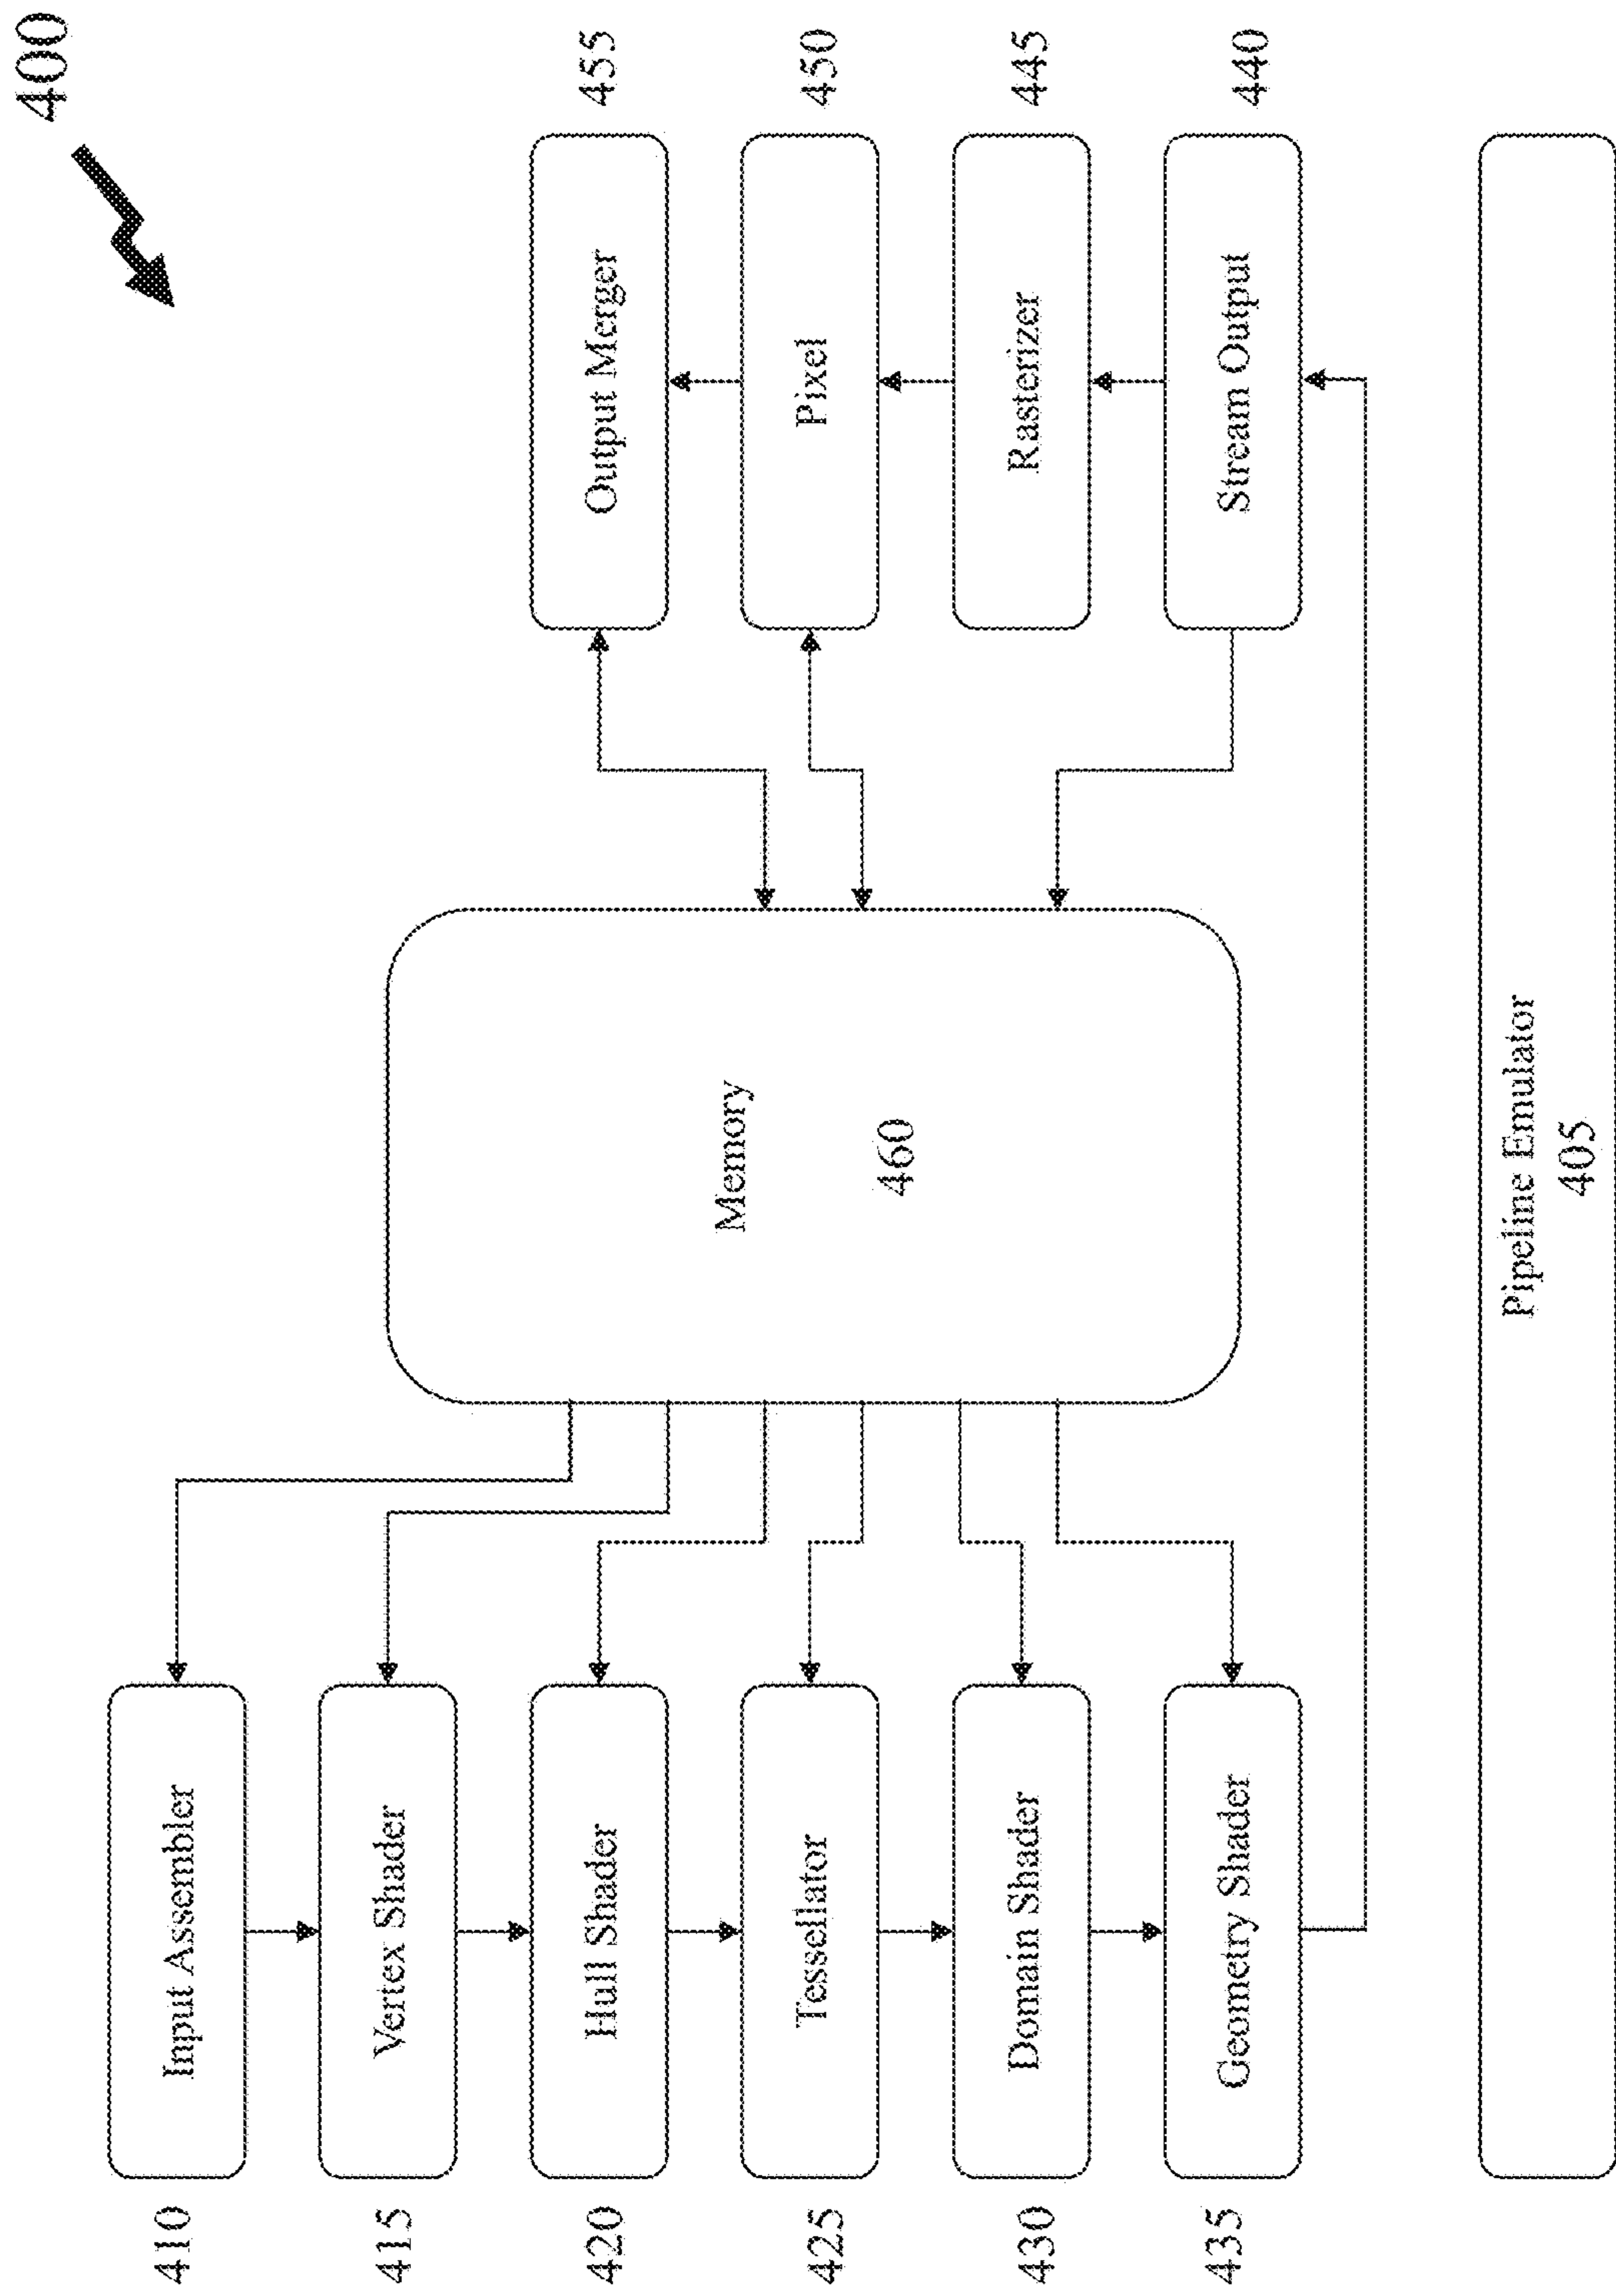 400
410
Input Assembler
415
Vertex Shader
420
Hull Shader
425
Tessellator
430
Domain Shader
435
Geometry Shader
Memory
460
Output Merger
455
Pixel
450
Rasterizer
445
Stream Output
440
Pipeline Emulator
405